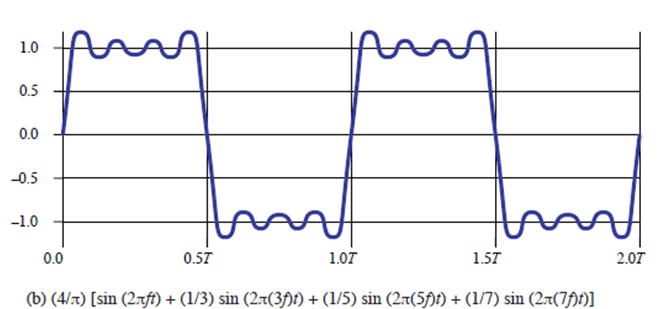 1.0
0.5
0.0
–0.5
–1.0
0.0 0.5T 1.0T 1.5T 2.0T
(b) (4/π) [sin (2πft) + (1/3) sin (2π(3f)t) + (1/5) sin (2π(5f)t) + (1/7) sin (2π(7f)t)]